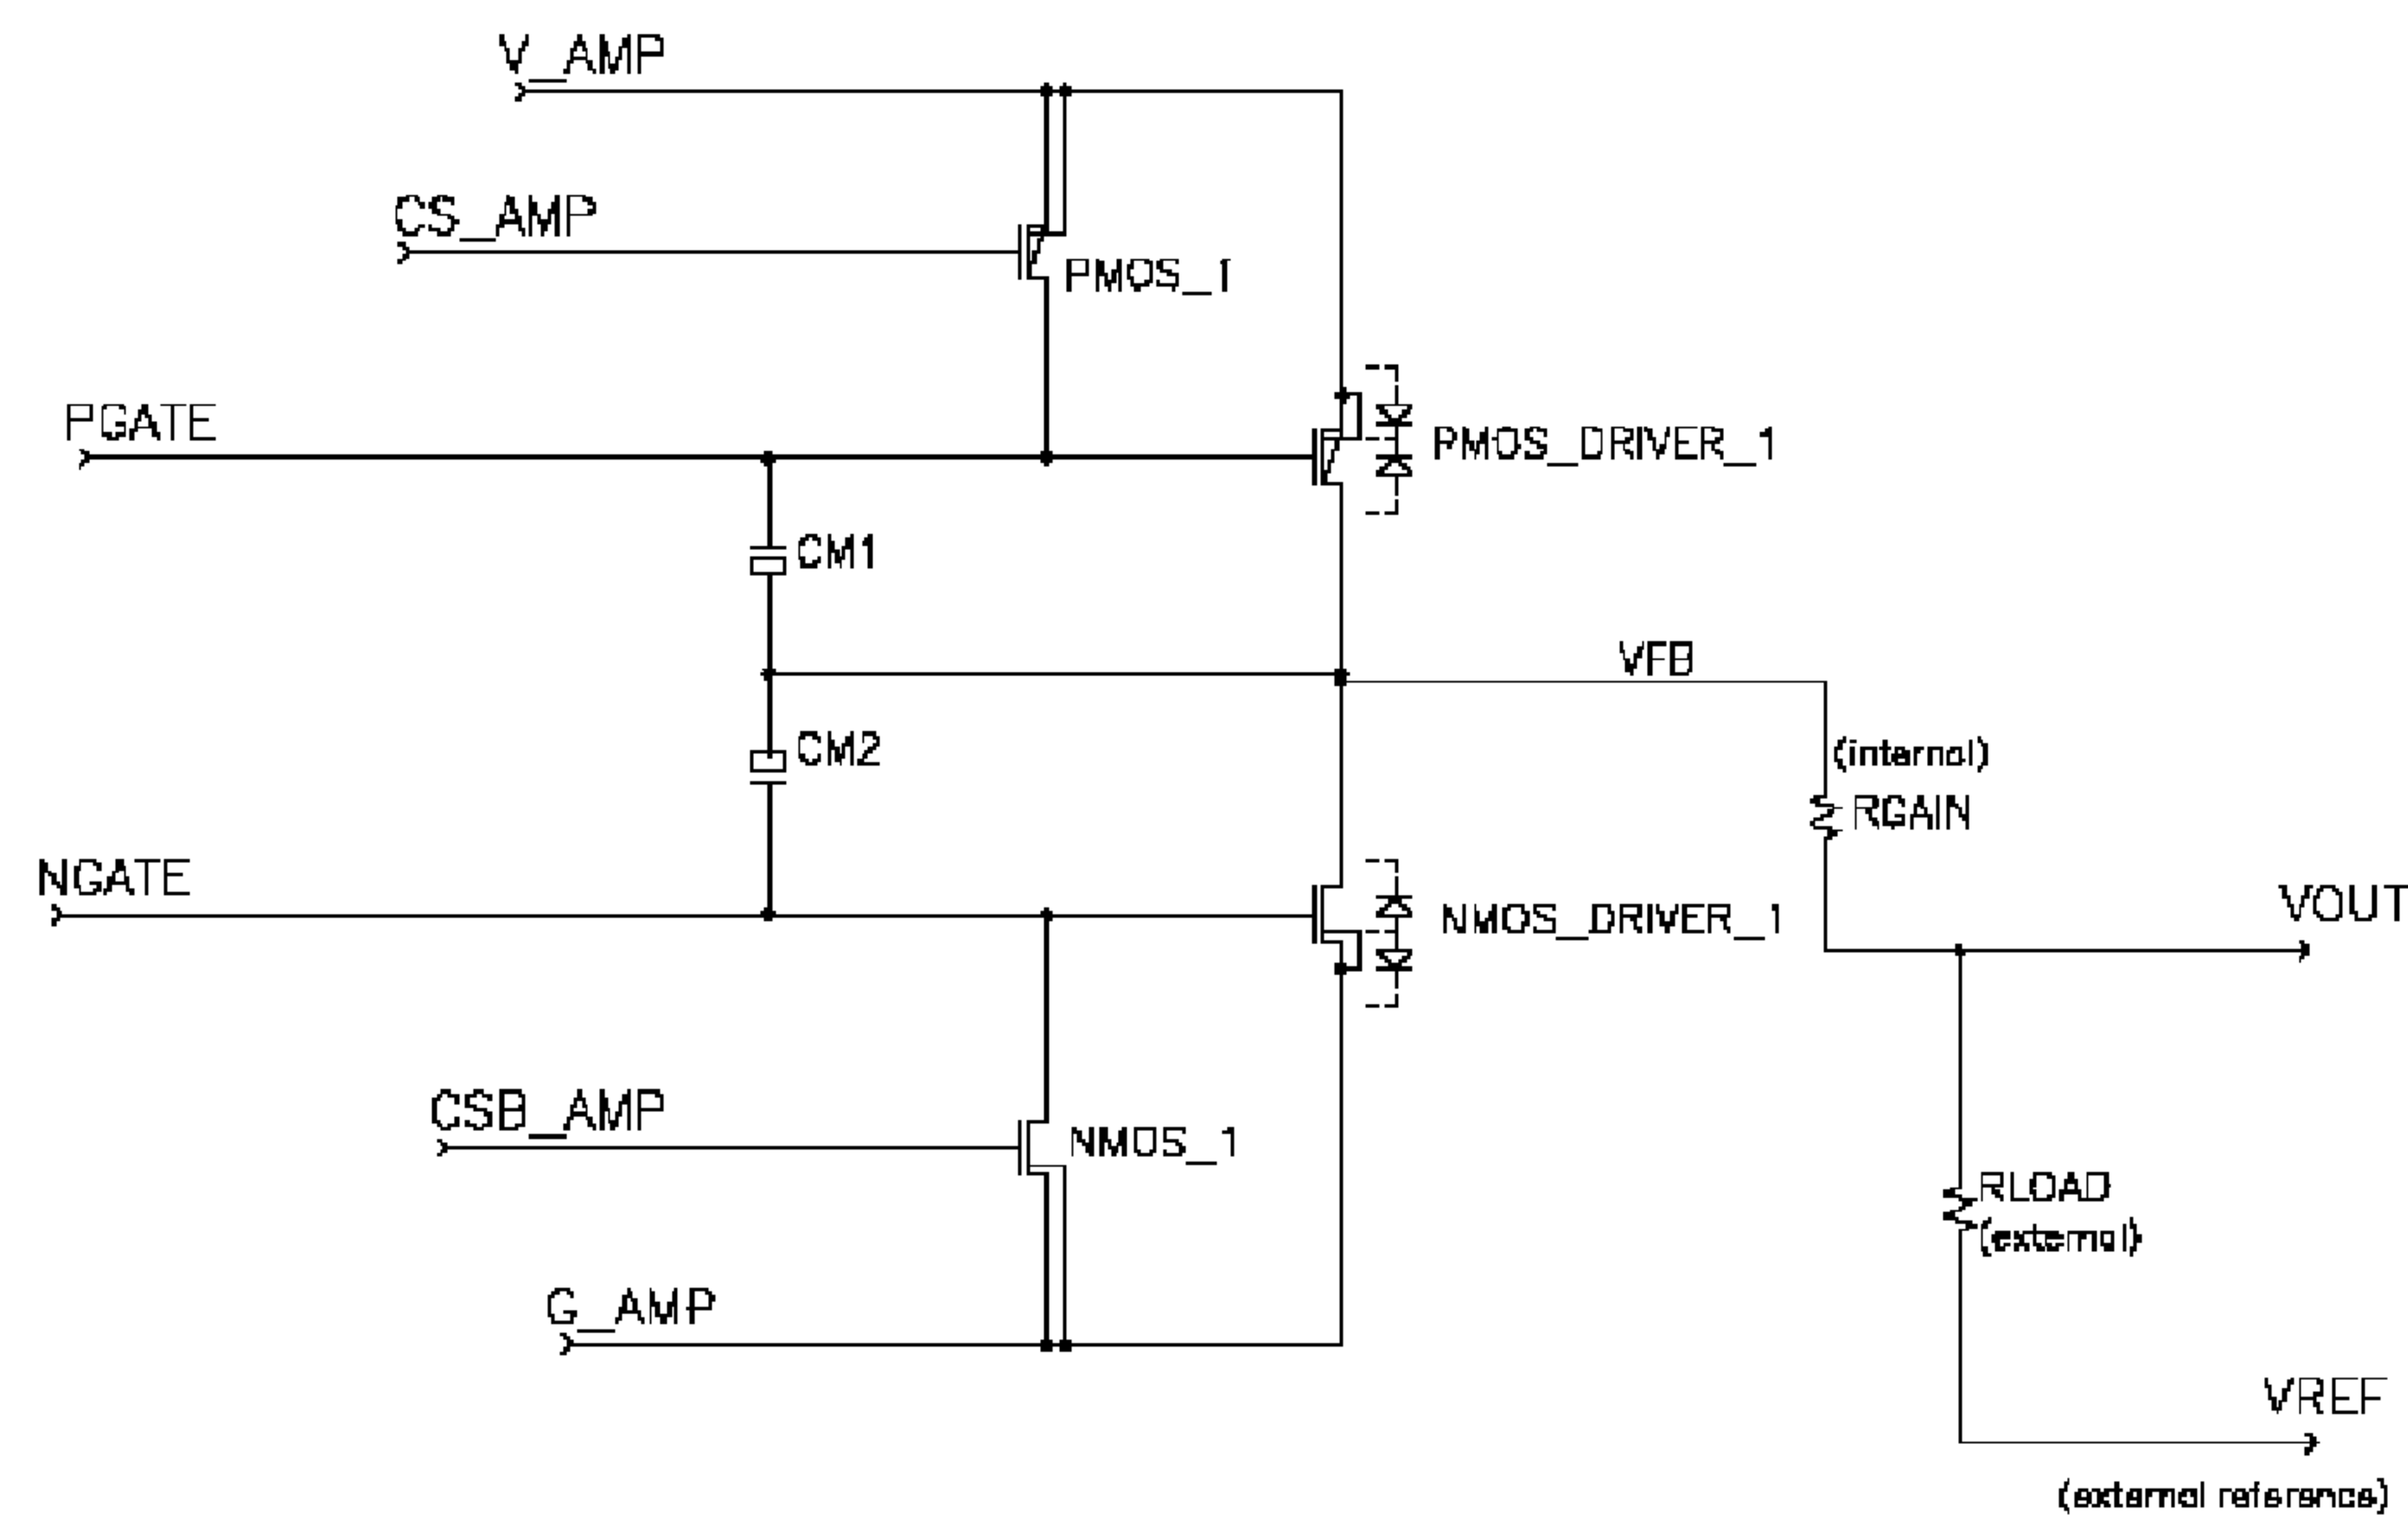 V_AMP
CS_AMP
PMOS_1
PGATE
PMOS_DRIVER_1
CM1
VFB
CM2
(internal)
RGAIN
NGATE
NMOS_DRIVER_1
VOUT
CSB_AMP
NMOS_1
RLOAD
(external)
G_AMP
VREF
(external reference)